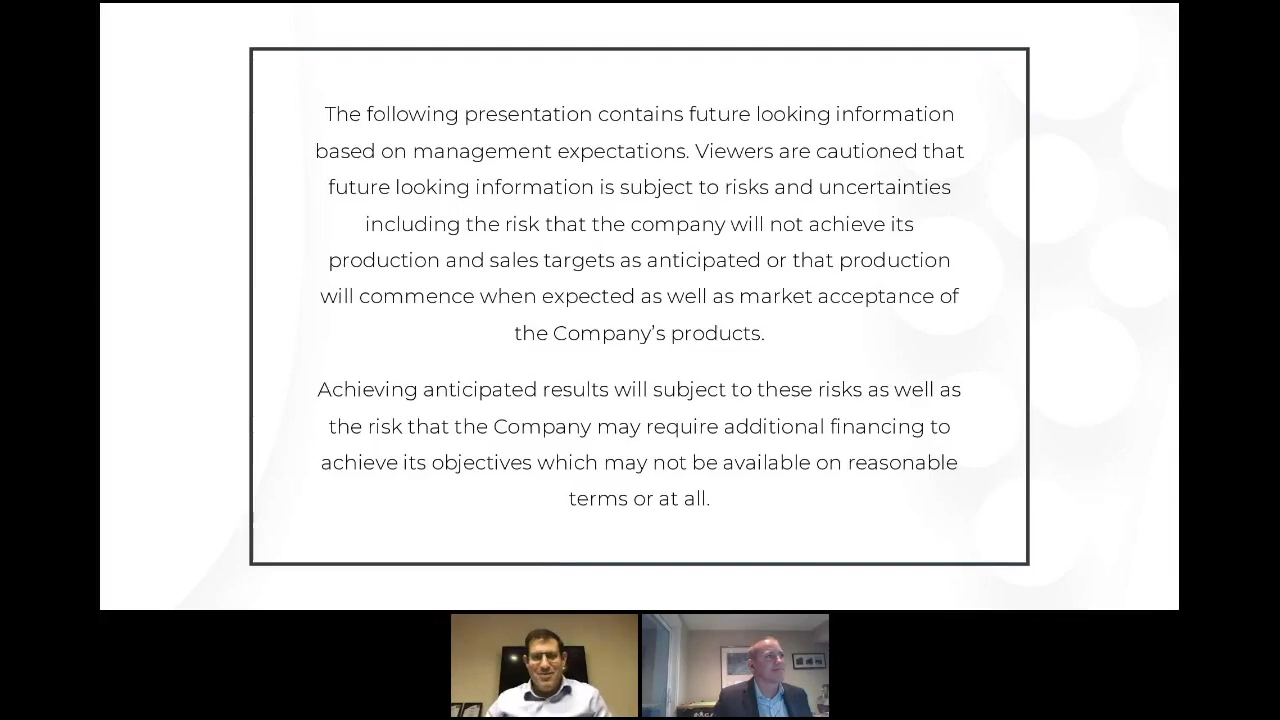 The following presentation contains future looking information
based on management expectations. Viewers are cautioned that
future looking information is subject to risks and uncertainties
including the risk that the company will not achieve its
production and sales targets as anticipated or that production
will commence when expected as well as market acceptance of
the Company's products.
Achieving anticipated results will subject to these risks as well as
the risk that the Company may require additional financing to
achieve its objectives which may not be available on reasonable
terms or at all.